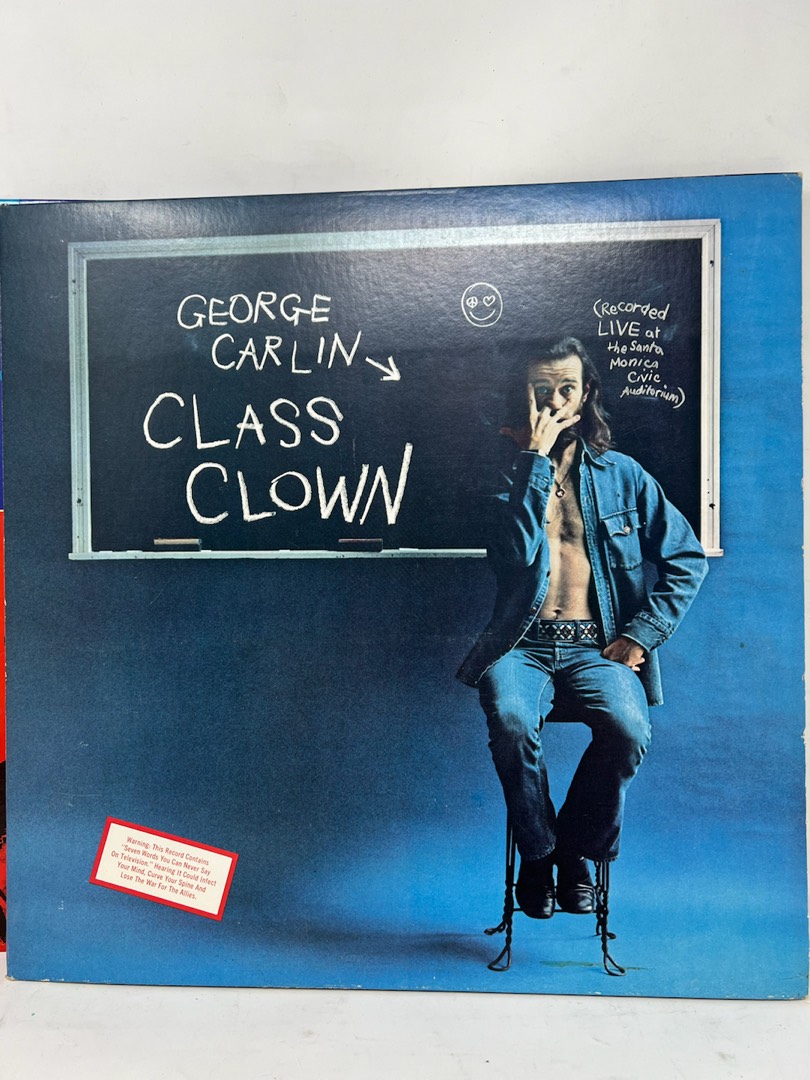 GEORGE
CARLIN
CLASS
CLOWN
(Recorded
LIVE at
the Santa
Monica
Civic
Auditorium)
Warning: This Record Contains
"Seven Words You Can Never Say
On Television." Hearing It Could Infect
Your Mind, Curve Your Spine And
Lose The War For The Allies.